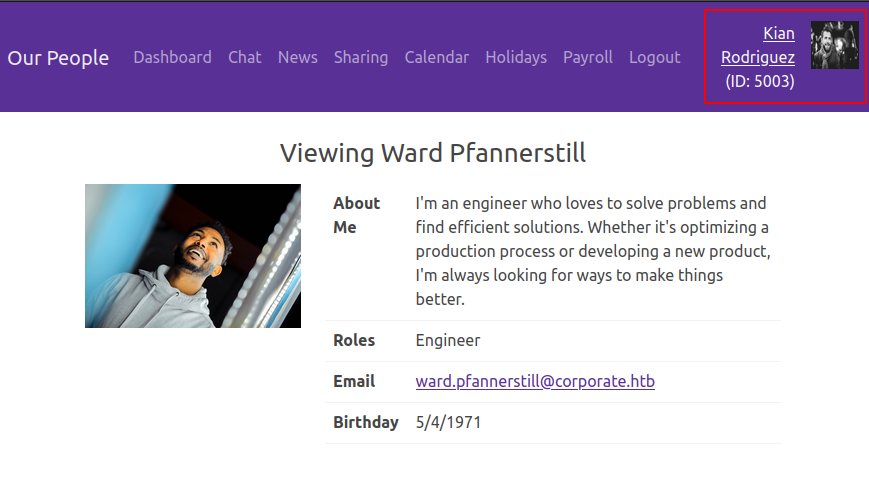 Our People Dashboard Chat News Sharing Calendar Holidays Payroll Logout
Kian
Rodriguez
(ID: 5003)
Viewing Ward Pfannerstill
About
Me
I'm an engineer who loves to solve problems and
find efficient solutions. Whether it's optimizing a
production process or developing a new product,
I'm always looking for ways to make things
better.
Roles Engineer
Email ward.pfannerstill@corporate.htb
Birthday 5/4/1971